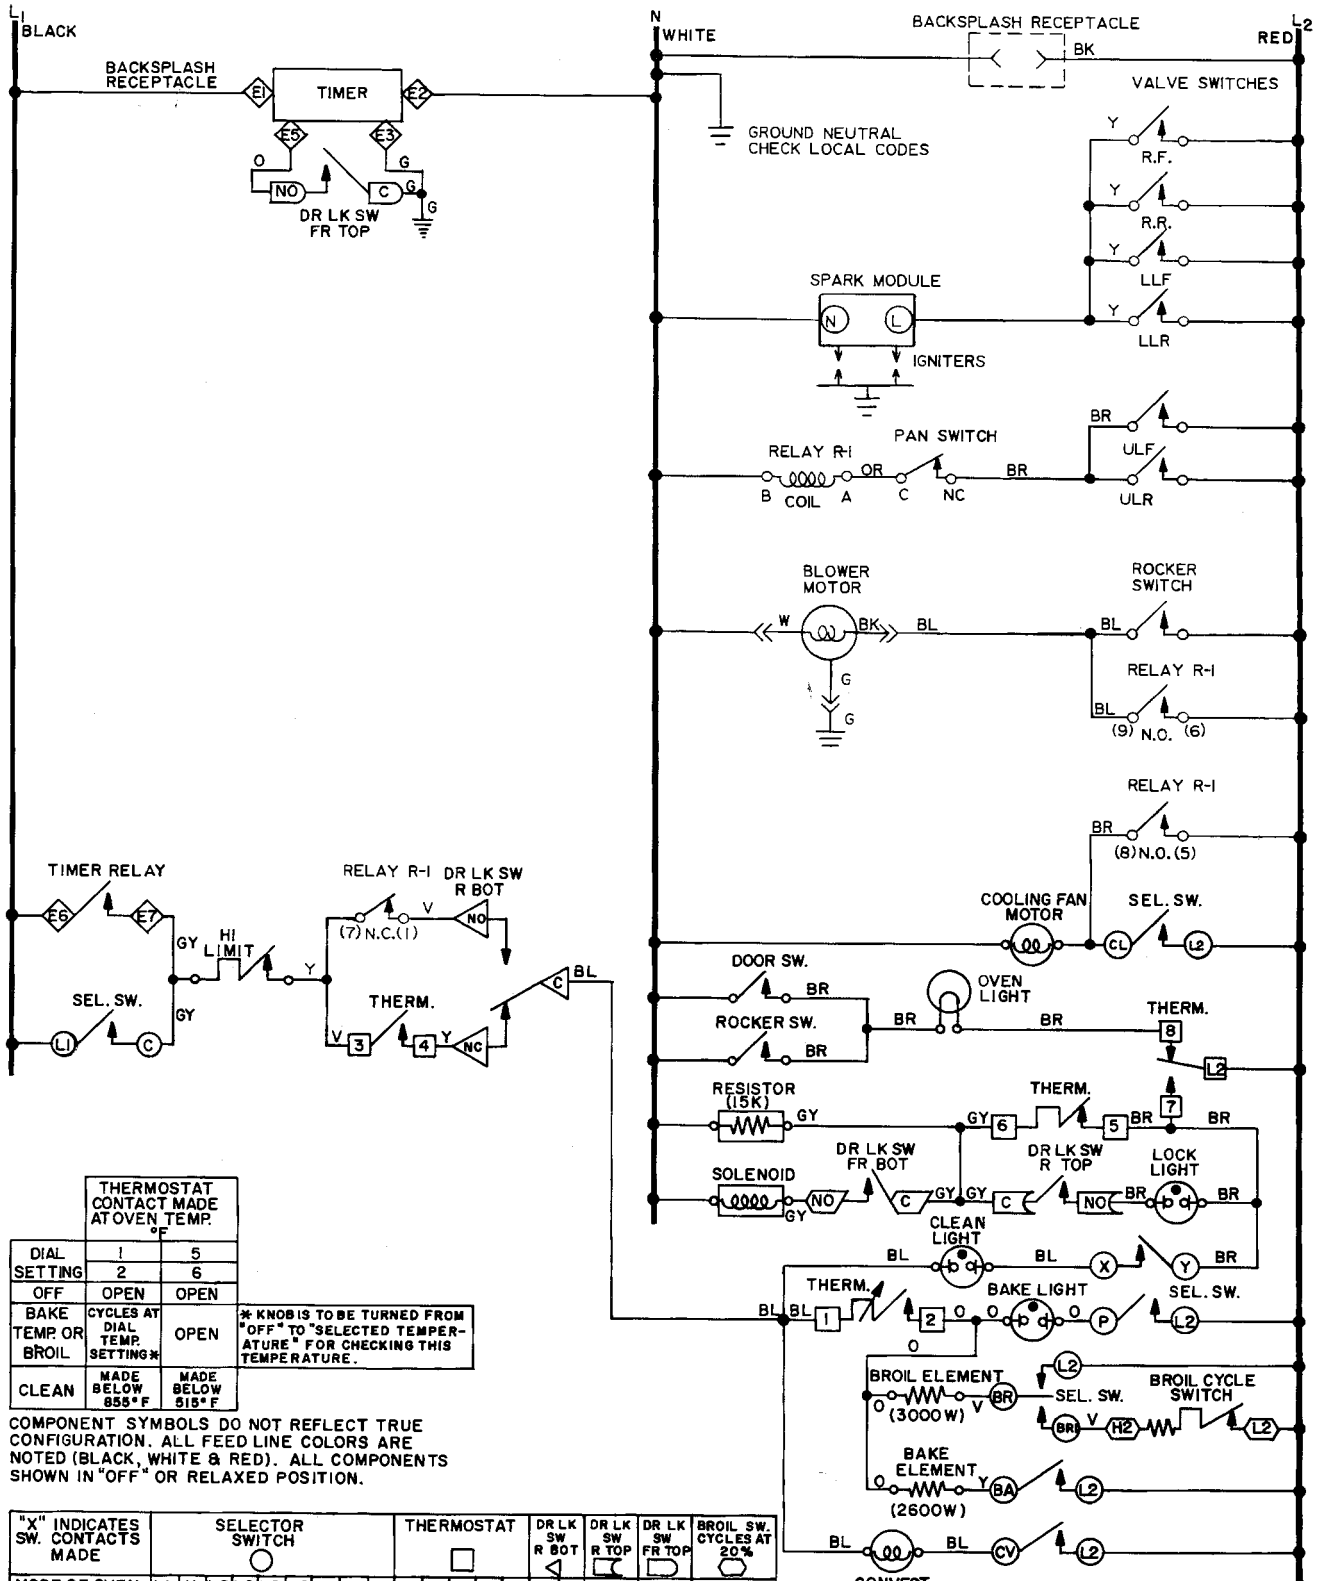 L1
BLACK
N
WHITE
BACKSPLASH RECEPTACLE
BK
RED
L2
BACKSPLASH
RECEPTACLE
E1
TIMER
E2
E5
E3
O
G
NO
C
G
G
DR LK SW
FR TOP
GROUND NEUTRAL
CHECK LOCAL CODES
VALVE SWITCHES
Y
R.F.
Y
R.R.
Y
LLF
Y
LLR
SPARK MODULE
N
L
IGNITERS
BR
ULF
RELAY R-1
PAN SWITCH
B
COIL
A
OR
C
NC
BR
ULR
BLOWER
MOTOR
W
BK
BL
G
G
ROCKER
SWITCH
BL
RELAY R-1
BL
(9) N.O. (6)
RELAY R-1
BR
(8) N.O. (5)
TIMER RELAY
E6
E7
GY
HI
LIMIT
SEL. SW.
L1
C
GY
Y
RELAY R-1
V
(7) N.C. (1)
DR LK SW
R BOT
NO
THERM.
V
3
4
Y
NC
C
BL
COOLING FAN
MOTOR
SEL. SW.
CL
L2
DOOR SW.
BR
ROCKER SW.
BR
BR
OVEN
LIGHT
BR
THERM.
8
L2
7
RESISTOR
(15K)
GY
GY
6
THERM.
5
BR
BR
SOLENOID
GY
DR LK SW
FR BOT
NO
C
GY
GY
DR LK SW
R TOP
C
NO
BR
LOCK
LIGHT
BR
CLEAN
LIGHT
BL
BL
X
Y
BR
THERM.
BL
BL
1
2
O
BAKE LIGHT
O
O
P
SEL. SW.
L2
O
BROIL ELEMENT
O
(3000W)
V
BR
L2
SEL. SW.
BRI
V
H2
BROIL CYCLE
SWITCH
L2
BAKE
ELEMENT
O
(2600W)
Y
BA
L2
BL
BL
CV
L2
CONVECT
THERMOSTAT
CONTACT MADE
AT OVEN TEMP.
°F
DIAL
SETTING
1
2
5
6
OFF
OPEN
OPEN
BAKE
TEMP. OR
BROIL
CYCLES AT
DIAL
TEMP.
SETTING*
OPEN
* KNOB IS TO BE TURNED FROM
"OFF" TO "SELECTED TEMPER-
ATURE" FOR CHECKING THIS
TEMPERATURE.
CLEAN
MADE
BELOW
855°F
MADE
BELOW
515°F
COMPONENT SYMBOLS DO NOT REFLECT TRUE
CONFIGURATION. ALL FEED LINE COLORS ARE
NOTED (BLACK, WHITE & RED). ALL COMPONENTS
SHOWN IN "OFF" OR RELAXED POSITION.
"X" INDICATES
SW. CONTACTS
MADE
SELECTOR
SWITCH
THERMOSTAT
DR LK
SW
R BOT
DR LK
SW
R TOP
DR LK
SW
FR TOP
BROIL SW.
CYCLES AT
20%